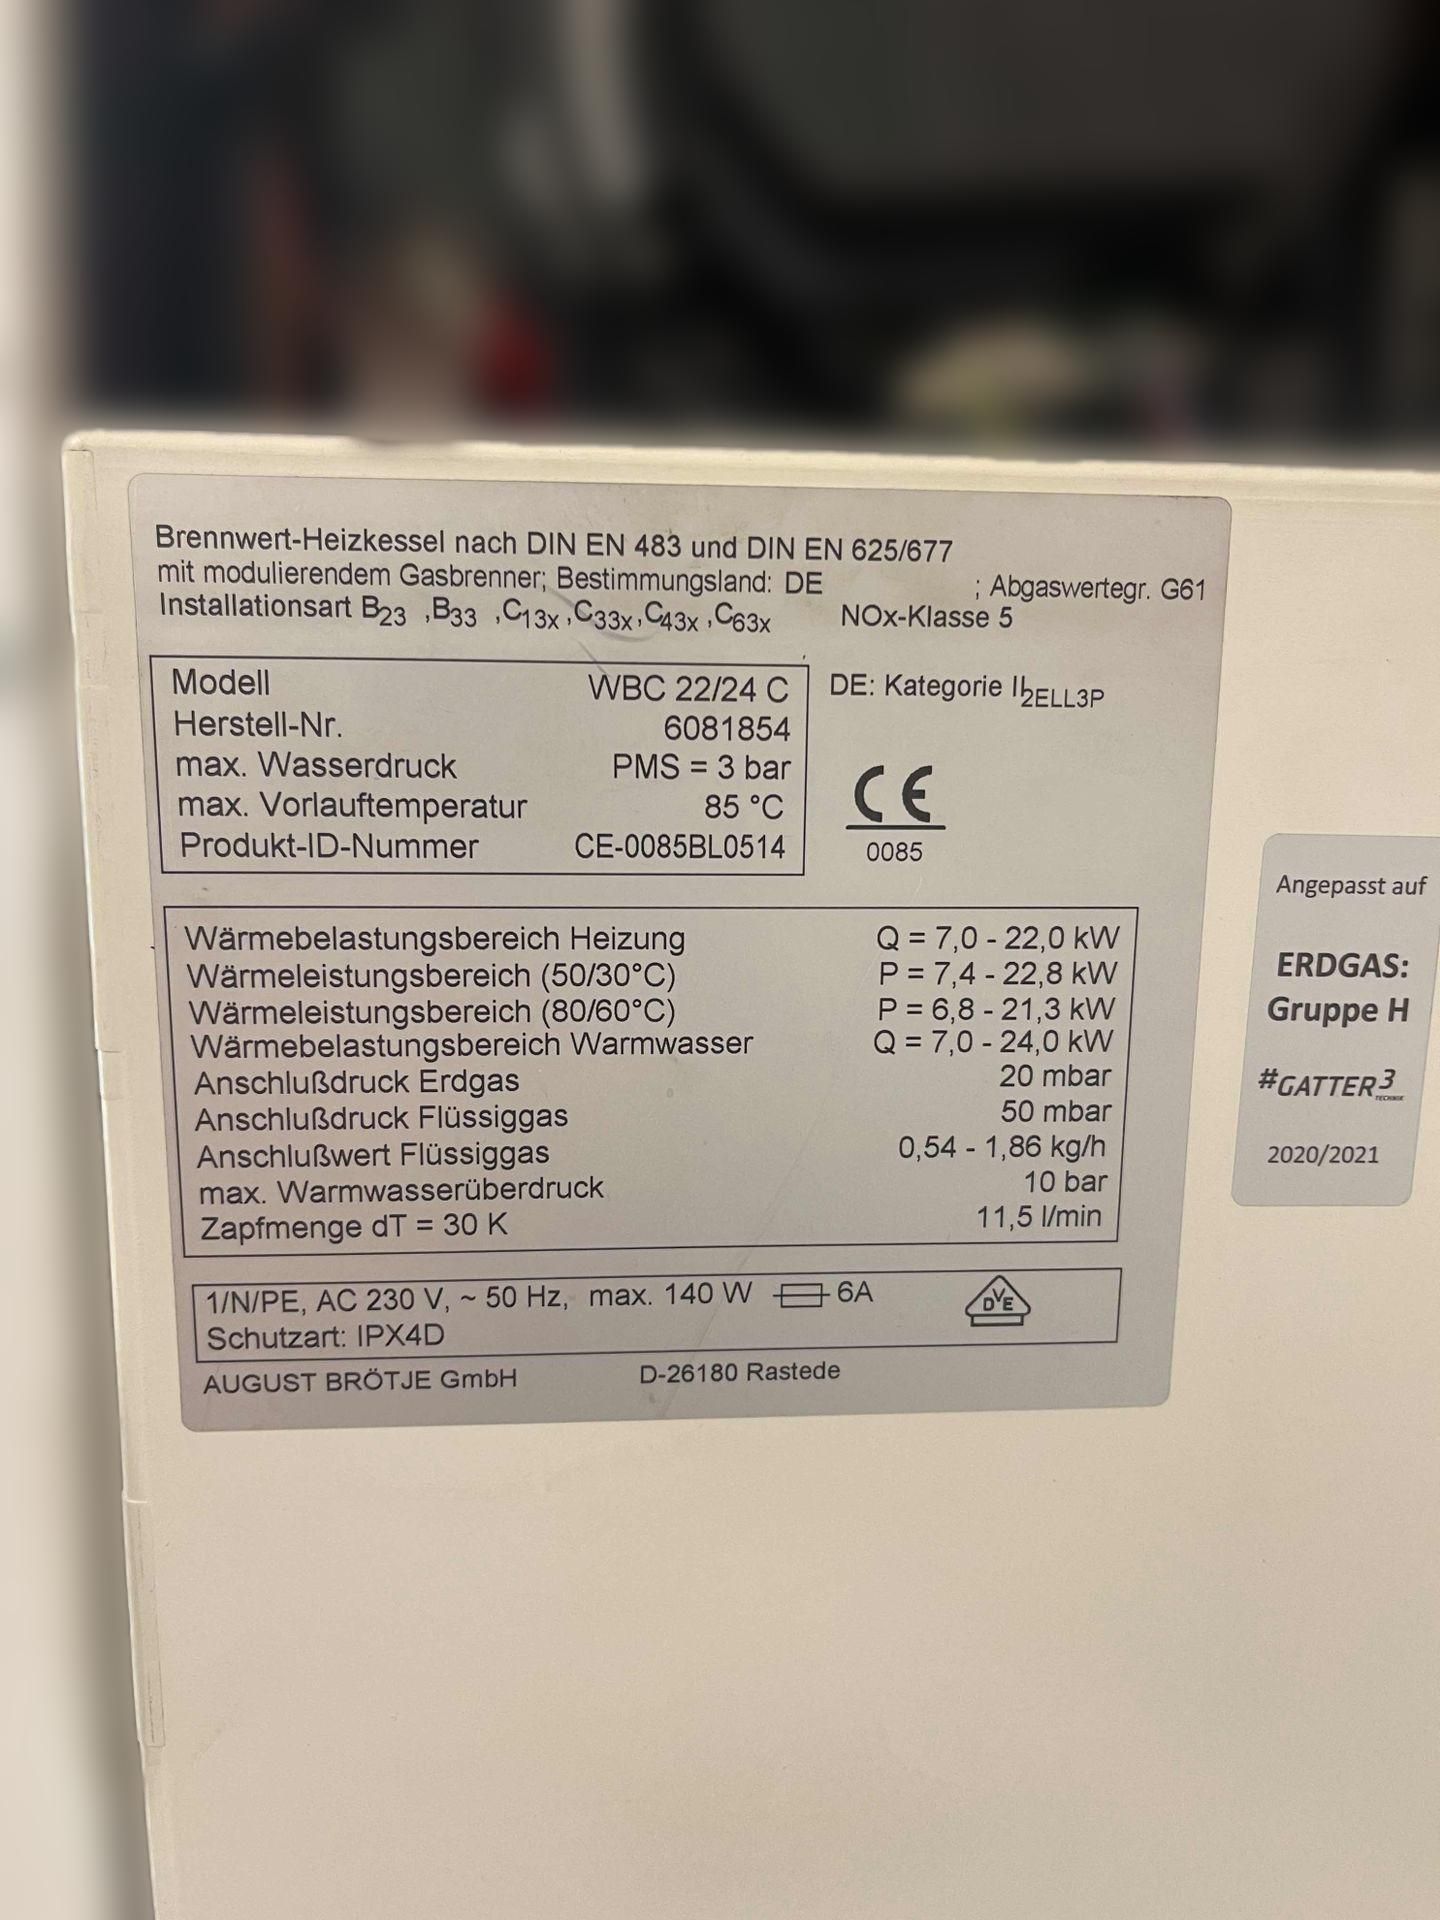 Brennwert-Heizkessel nach DIN EN 483 und DIN EN 625/677
mit modulierendem Gasbrenner; Bestimmungsland: DE ; Abgaswertegr. G61
Installationsart B23 ,B33 ,C13x ,C33x ,C43x ,C63x NOx-Klasse 5
Modell WBC 22/24 C
Herstell-Nr. 6081854
max. Wasserdruck PMS = 3 bar
max. Vorlauftemperatur 85 °C
Produkt-ID-Nummer CE-0085BL0514
DE: Kategorie II2ELL3P
CE
0085
Wärmebelastungsbereich Heizung Q = 7,0 - 22,0 kW
Wärmeleistungsbereich (50/30°C) P = 7,4 - 22,8 kW
Wärmeleistungsbereich (80/60°C) P = 6,8 - 21,3 kW
Wärmebelastungsbereich Warmwasser Q = 7,0 - 24,0 kW
Anschlußdruck Erdgas 20 mbar
Anschlußdruck Flüssiggas 50 mbar
Anschlußwert Flüssiggas 0,54 - 1,86 kg/h
max. Warmwasserüberdruck 10 bar
Zapfmenge dT = 30 K 11,5 l/min
1/N/PE, AC 230 V, ~ 50 Hz, max. 140 W 6A
Schutzart: IPX4D
DVE
AUGUST BRÖTJE GmbH D-26180 Rastede
Angepasst auf
ERDGAS:
Gruppe H
#GATTER3
TECHNIK
2020/2021